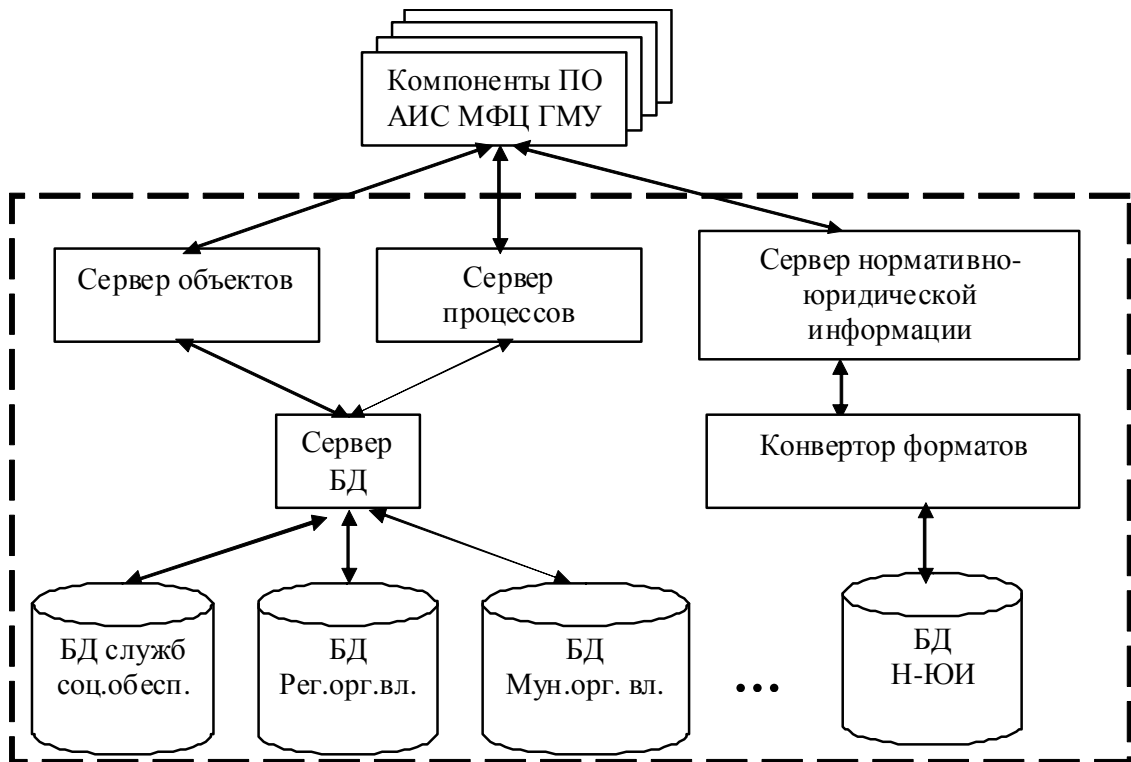 Компоненты ПО
АИС МФЦ ГМУ
Сервер объектов
Сервер
процессов
Сервер нормативно-
юридической
информации
Сервер
БД
Конвертор форматов
БД служб
соц.обесп.
БД
Рег.орг.вл.
БД
Мун.орг. вл.
...
БД
Н-ЮИ